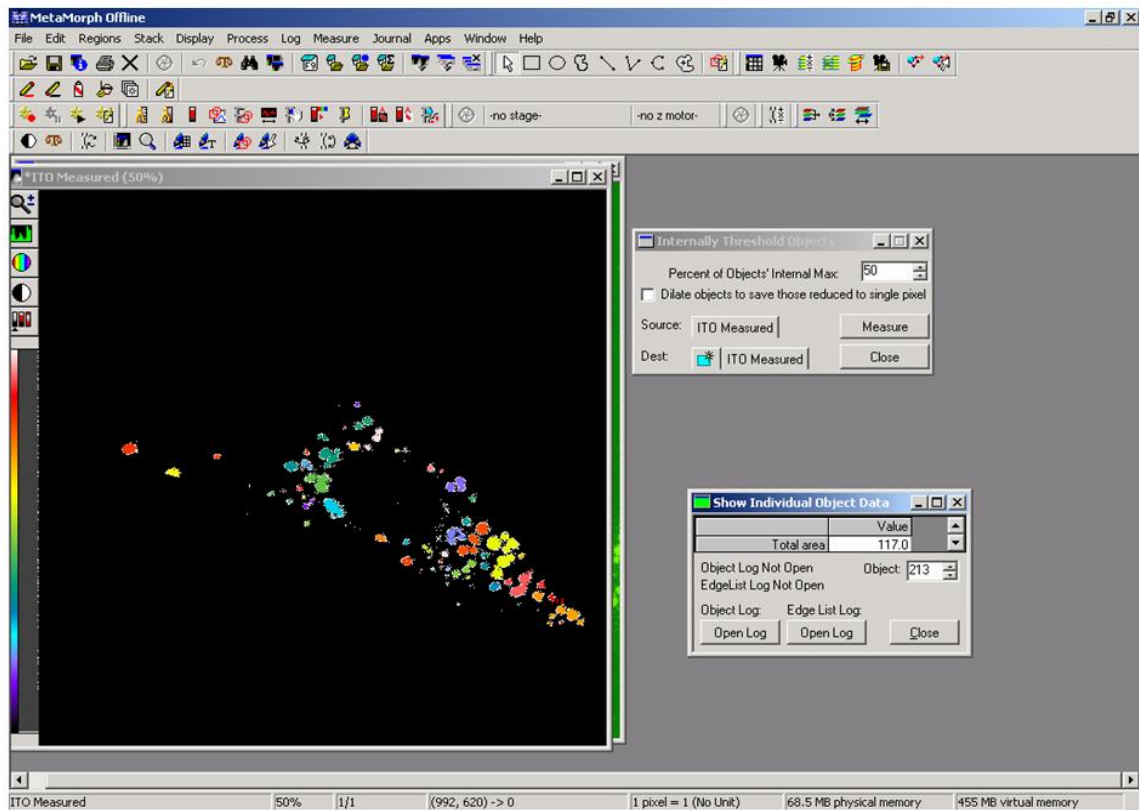 MetaMorph Offline
File Edit Regions Stack Display Process Log Measure Journal Apps Window Help
-no stage- -no z motor-
*ITO Measured (50%)
Internally Threshold Objects
Percent of Objects' Internal Max: 50
Dilate objects to save those reduced to single pixel
Source: ITO Measured Measure
Dest: ITO Measured Close
Show Individual Object Data
Value
Total area 117.0
Object Log Not Open Object: 213
EdgeList Log Not Open
Object Log: Edge List Log:
Open Log Open Log Close
ITO Measured 50% 1/1 (992, 620) -> 0 1 pixel = 1 (No Unit) 68.5 MB physical memory 455 MB virtual memory